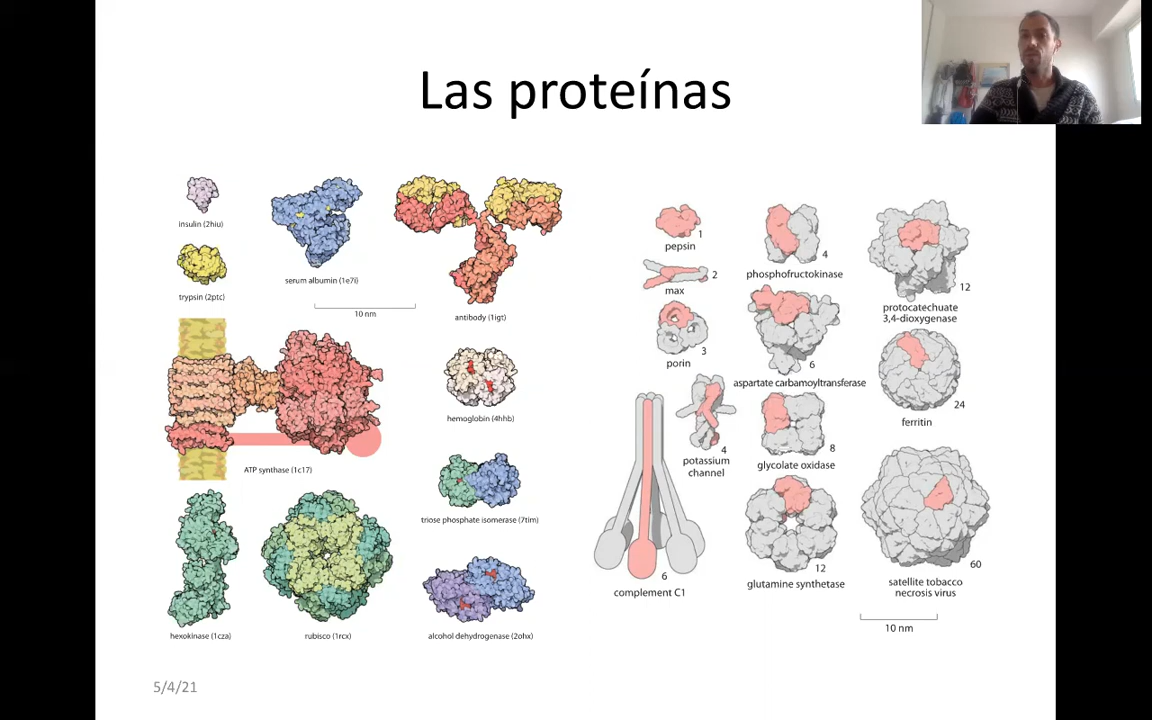 Las proteínas
insulin (2hiu)
trypsin (2ptc)
serum albumin (1e7i)
10 nm
antibody (1igt)
ATP synthase (1c17)
hemoglobin (4hhb)
triose phosphate isomerase (7tim)
hexokinase (1cza)
rubisco (1rcx)
alcohol dehydrogenase (2ohx)
1
pepsin
2
max
3
porin
4
phosphofructokinase
6
aspartate carbamoyltransferase
12
protocatechuate
3,4-dioxygenase
24
ferritin
4
potassium
channel
8
glycolate oxidase
6
complement C1
12
glutamine synthetase
60
satellite tobacco
necrosis virus
10 nm
5/4/21